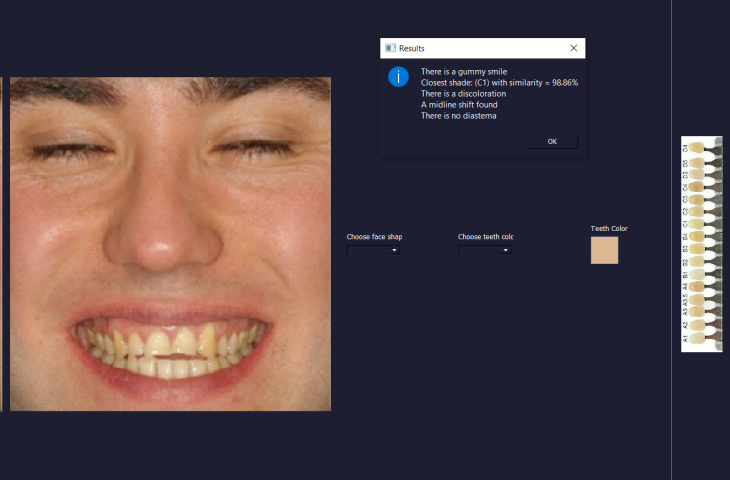 Results
There is a gummy smile
Closest shade: (C1) with similarity = 98.86%
There is a discoloration
A midline shift found
There is no diastema
OK
Choose face shap
Choose teeth colc
Teeth Color
D4
D3
D2
C4
C3
C2
C1
B4
B3
B2
B1
A4
A3.5
A3
A2
A1